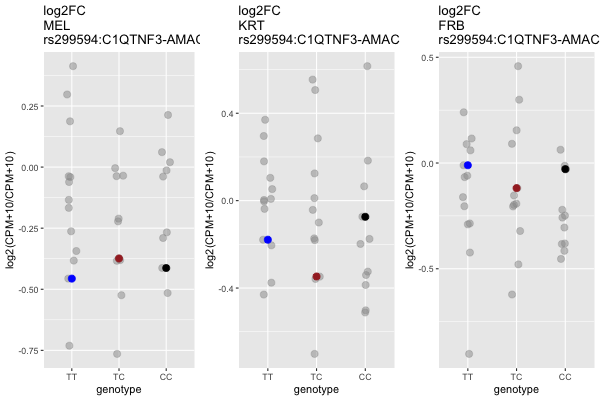 log2FC
MEL
rs299594:C1QTNF3-AMAC
log2(CPM+10/CPM+10)
0.25
0.00
-0.25
-0.50
-0.75
TT
TC
CC
genotype
log2FC
KRT
rs299594:C1QTNF3-AMAC
log2(CPM+10/CPM+10)
0.4
0.0
-0.4
TT
TC
CC
genotype
log2FC
FRB
rs299594:C1QTNF3-AMAC
log2(CPM+10/CPM+10)
0.5
0.0
-0.5
TT
TC
CC
genotype